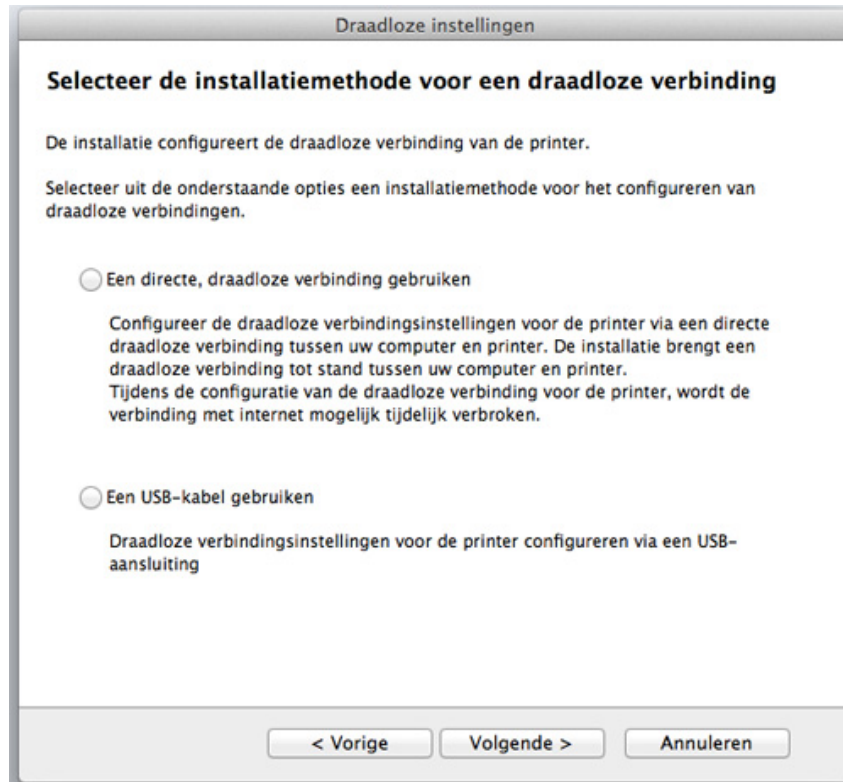 Draadloze instellingen
Selecteer de installatiemethode voor een draadloze verbinding
De installatie configureert de draadloze verbinding van de printer.
Selecteer uit de onderstaande opties een installatiemethode voor het configureren van
draadloze verbindingen.
Een directe, draadloze verbinding gebruiken
Configureer de draadloze verbindingsinstellingen voor de printer via een directe
draadloze verbinding tussen uw computer en printer. De installatie brengt een
draadloze verbinding tot stand tussen uw computer en printer.
Tijdens de configuratie van de draadloze verbinding voor de printer, wordt de
verbinding met internet mogelijk tijdelijk verbroken.
Een USB-kabel gebruiken
Draadloze verbindingsinstellingen voor de printer configureren via een USB-
aansluiting
< Vorige
Volgende >
Annuleren